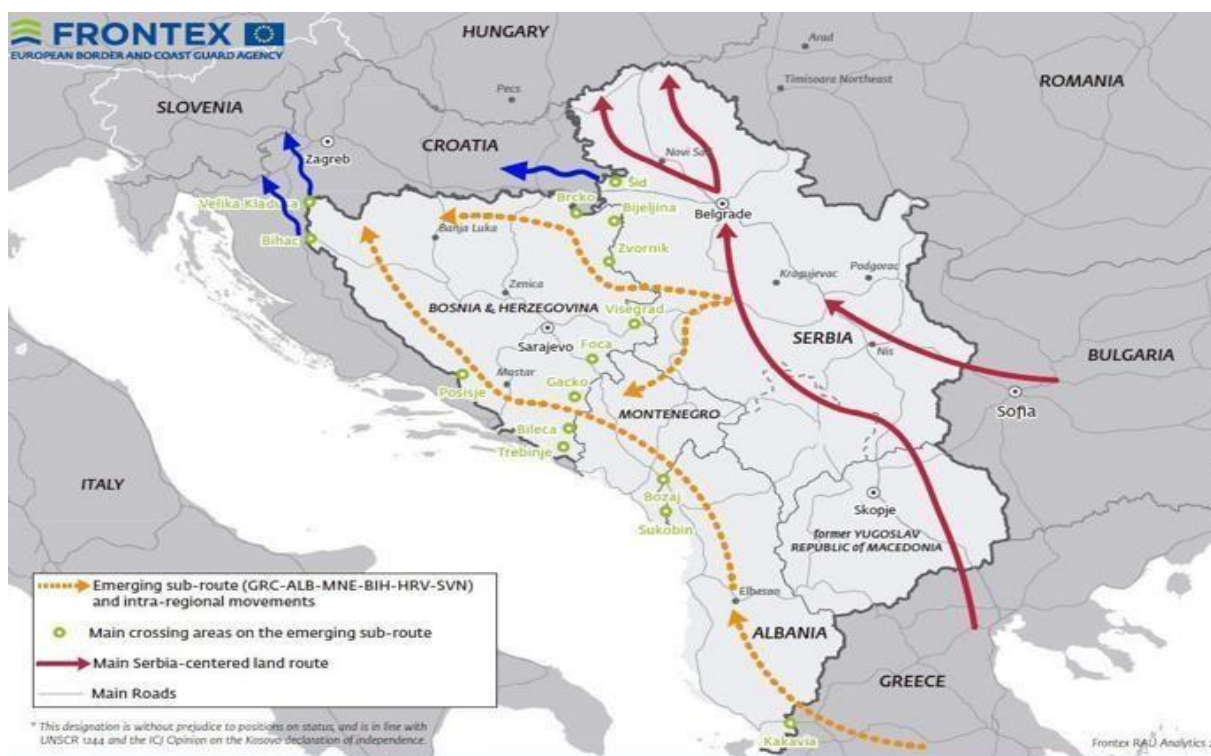 FRONTEX
EUROPEAN BORDER AND COAST GUARD AGENCY
HUNGARY
Arad
Timisoara Northeast
ROMANIA
SLOVENIA
Pecs
Zagreb
CROATIA
Novi Sad
Šid
Velika Kladusa
Brcko
Bijeljina
Belgrade
Bihac
Banja Luka
Zvornik
Kragujevac
Podgorac
Zenica
BOSNIA & HERZEGOVINA
Visegrad
SERBIA
Sarajevo
Foca
Nis
BULGARIA
Posisje
Mostar
Gacko
MONTENEGRO
Sofia
Bileca
Trebinje
ITALY
Bozaj
Skopje
Sukobin
former YUGOSLAV
REPUBLIC of MACEDONIA
Elbasan
ALBANIA
GREECE
Kakavia
Emerging sub-route (GRC-ALB-MNE-BIH-HRV-SVN)
and intra-regional movements
Main crossing areas on the emerging sub-route
Main Serbia-centered land route
Main Roads
* This designation is without prejudice to positions on status, and is in line with
UNSCR 1244 and the ICJ Opinion on the Kosovo declaration of independence.
Frontex RAU Analytics